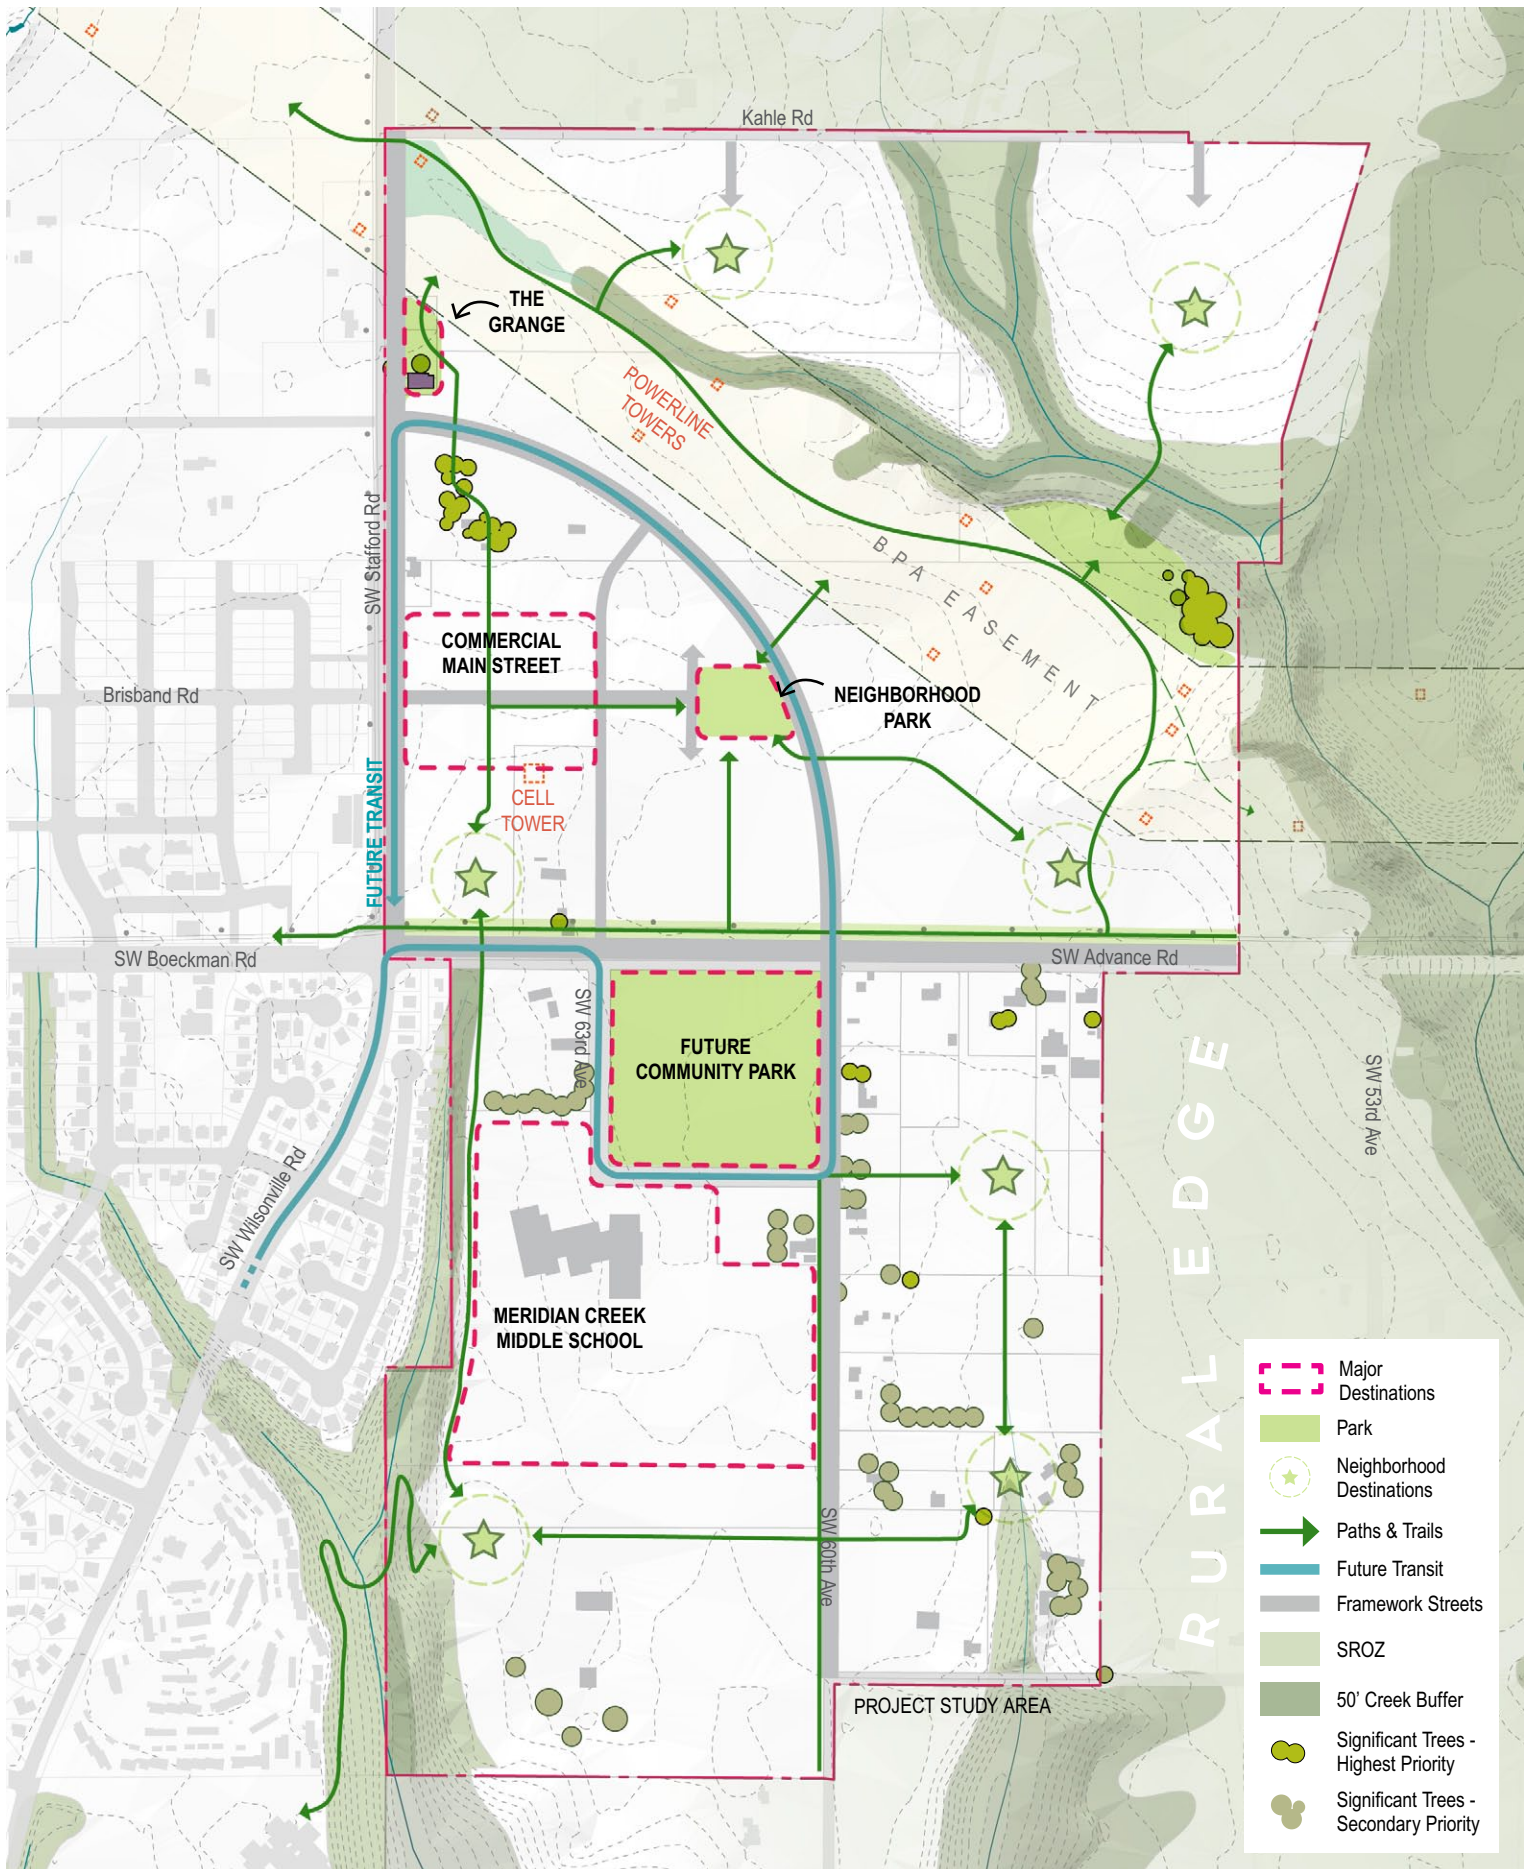 Kahle Rd
THE
GRANGE
POWERLINE
TOWERS
SW Stafford Rd
BPA EASEMENT
COMMERCIAL
MAIN STREET
Brisband Rd
NEIGHBORHOOD
PARK
FUTURE TRANSIT
CELL
TOWER
SW Boeckman Rd
SW Advance Rd
SW 63rd Ave
FUTURE
COMMUNITY PARK
SW 53rd Ave
SW Wilsonville Rd
RURAL EDGE
MERIDIAN CREEK
MIDDLE SCHOOL
SW 60th Ave
PROJECT STUDY AREA
Major
Destinations
Park
Neighborhood
Destinations
Paths & Trails
Future Transit
Framework Streets
SROZ
50' Creek Buffer
Significant Trees -
Highest Priority
Significant Trees -
Secondary Priority